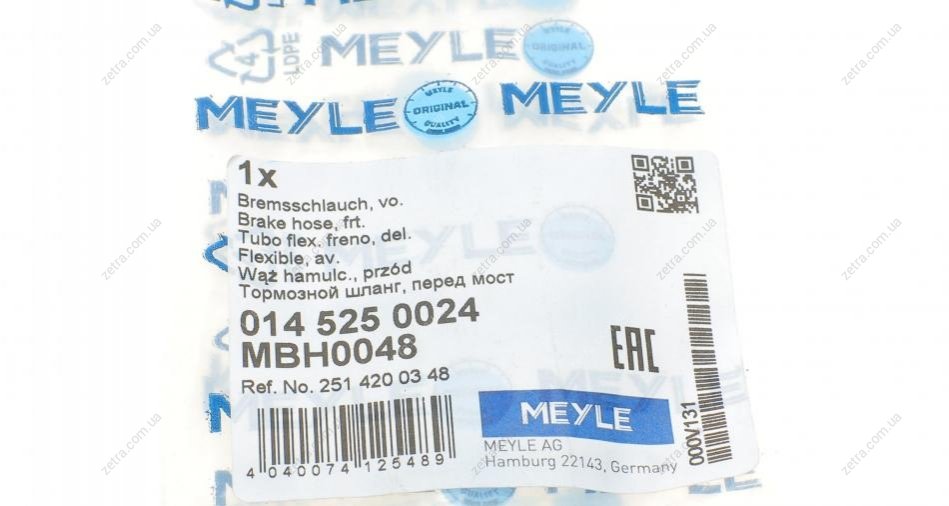 LDPE
4
MEYLE
ORIGINAL
MEYLE
MEYLE
ORIGINAL
QUALITY
MEYLE
1x
Bremsschlauch, vo.
Brake hose, frt.
Tubo flex. freno, del.
Flexible, av.
Wąż hamulc., przód
Тормозной шланг, перед мост
014 525 0024
MBH0048
Ref. No. 251 420 03 48
EAC
MEYLE
MEYLE AG
Hamburg 22143, Germany
4 040074 125489
000V131
zetra.com.ua